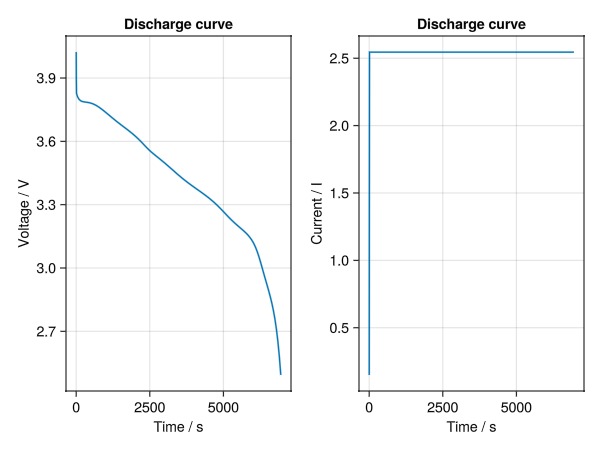 Discharge curve
3.9
3.6
3.3
3.0
2.7
Voltage / V
0 2500 5000
Time / s
Discharge curve
2.5
2.0
1.5
1.0
0.5
Current / I
0 2500 5000
Time / s